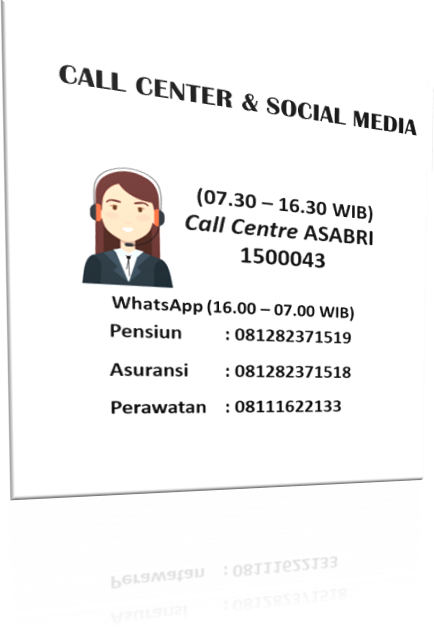 CALL CENTER & SOCIAL MEDIA
(07.30 – 16.30 WIB)
Call Centre ASABRI
1500043
WhatsApp (16.00 – 07.00 WIB)
Pensiun : 081282371519
Asuransi : 081282371518
Perawatan : 08111622133